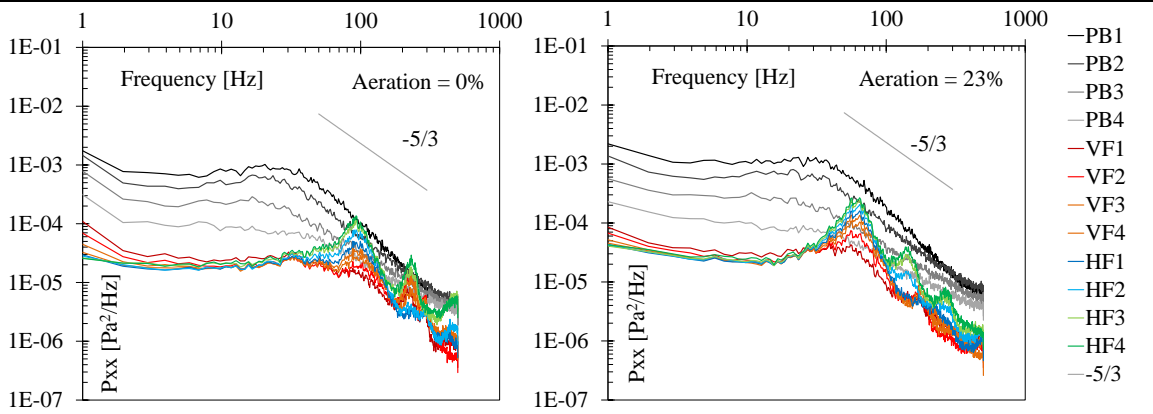 1 10 100 1000
1E-01
1E-02
1E-03
1E-04
1E-05
1E-06
1E-07
Frequency [Hz]
Aeration = 0%
-5/3
Pxx [Pa²/Hz]
1 10 100 1000
1E-01
1E-02
1E-03
1E-04
1E-05
1E-06
1E-07
Frequency [Hz]
Aeration = 23%
-5/3
Pxx [Pa²/Hz]
PB1
PB2
PB3
PB4
VF1
VF2
VF3
VF4
HF1
HF2
HF3
HF4
-5/3